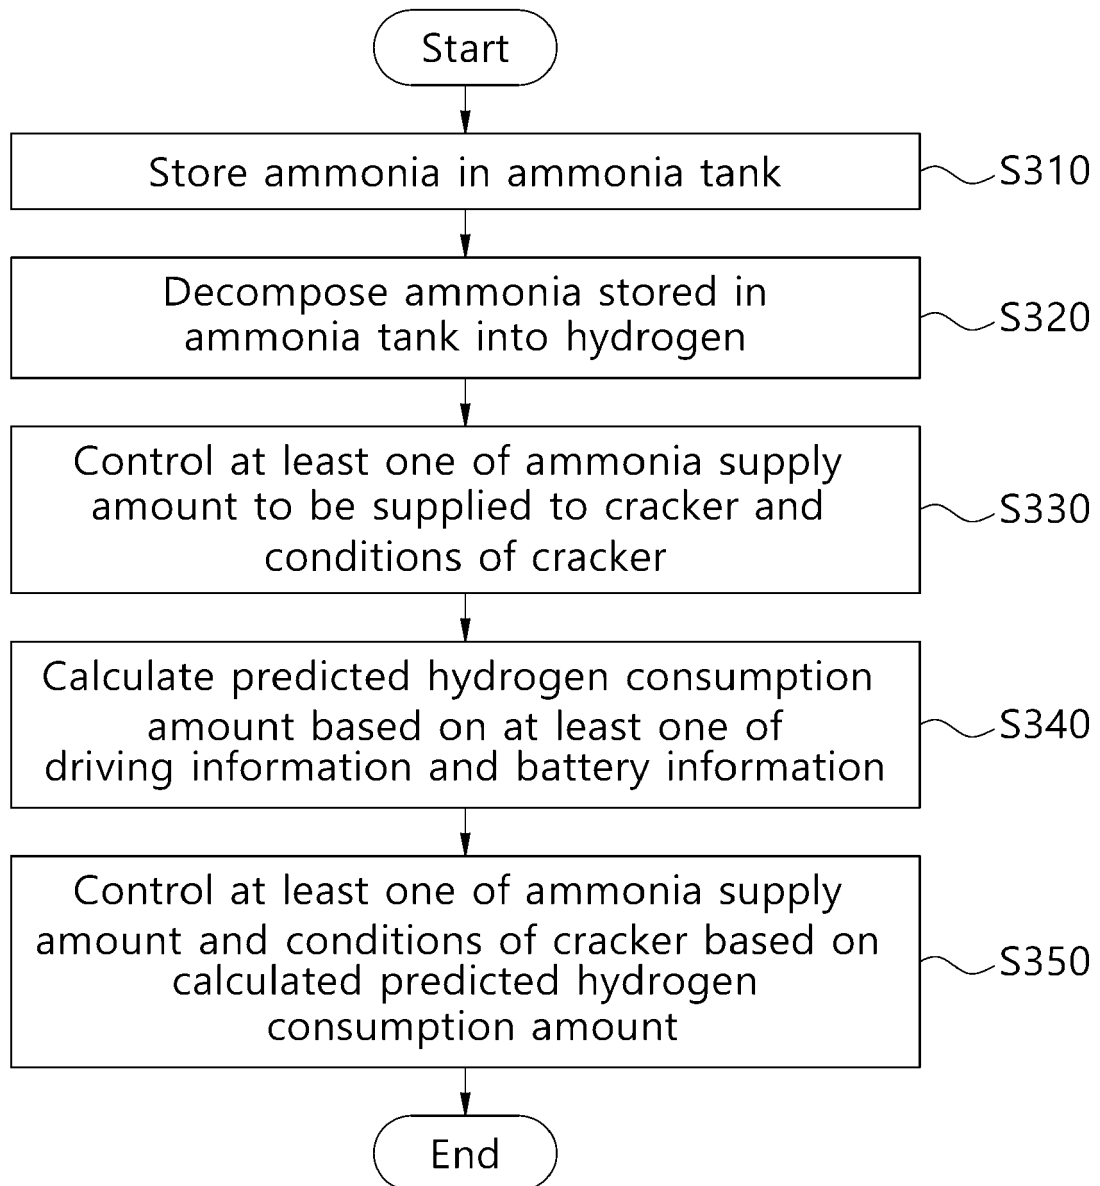 Start
Store ammonia in ammonia tank
S310
Decompose ammonia stored in
ammonia tank into hydrogen
S320
Control at least one of ammonia supply
amount to be supplied to cracker and
conditions of cracker
S330
Calculate predicted hydrogen consumption
amount based on at least one of
driving information and battery information
S340
Control at least one of ammonia supply
amount and conditions of cracker based on
calculated predicted hydrogen
consumption amount
S350
End